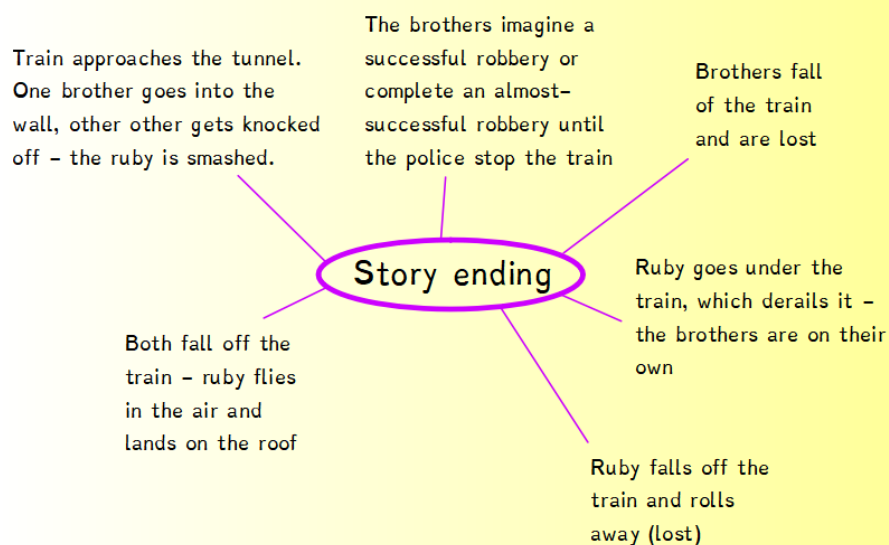 Train approaches the tunnel.
One brother goes into the
wall, other other gets knocked
off – the ruby is smashed.
The brothers imagine a
successful robbery or
complete an almost–
successful robbery until
the police stop the train
Brothers fall
of the train
and are lost
Story ending
Ruby goes under the
train, which derails it –
the brothers are on their
own
Both fall off the
train – ruby flies
in the air and
lands on the roof
Ruby falls off the
train and rolls
away (lost)